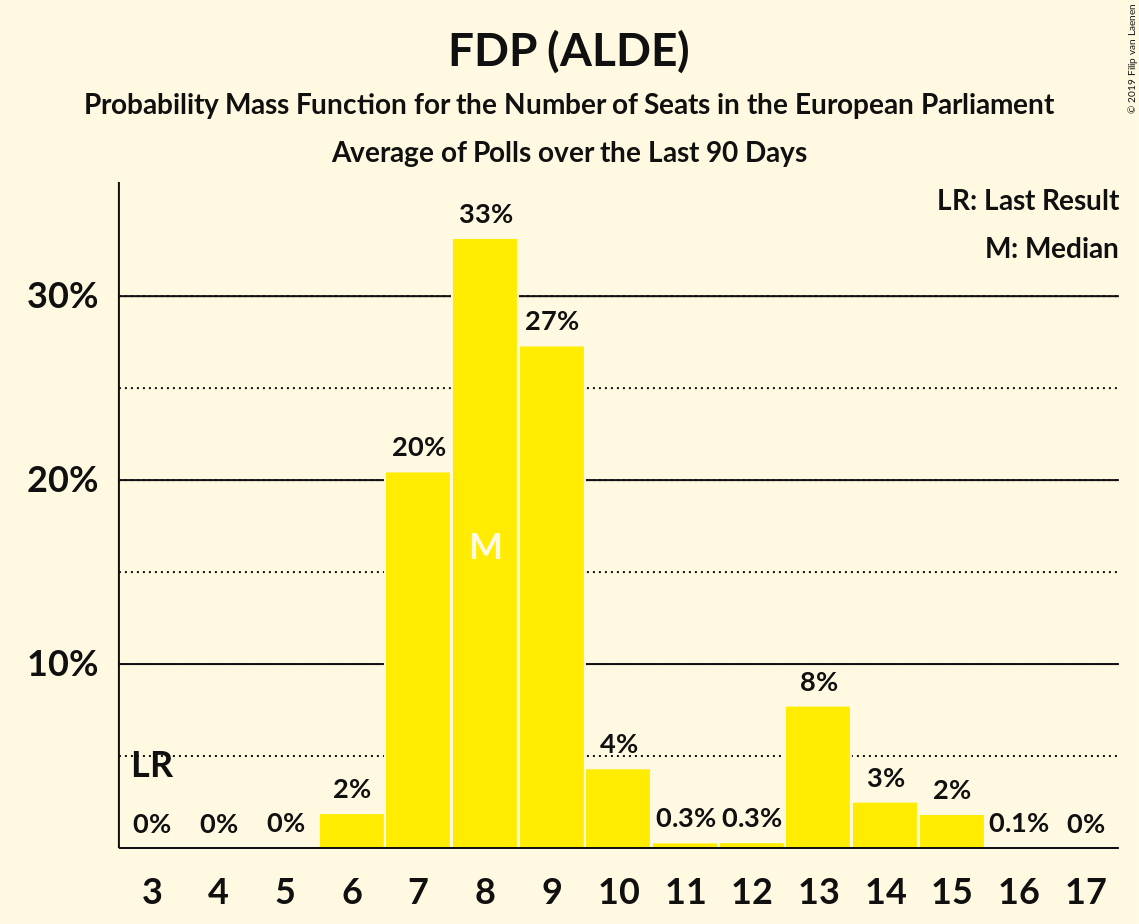 FDP (ALDE)
Probability Mass Function for the Number of Seats in the European Parliament
Average of Polls over the Last 90 Days
© 2019 Filip van Laenen
LR: Last Result
M: Median
33%
30%
27%
20%
20%
M
10%
8%
LR
4%
3%
2%
2%
0% 0% 0% 0.3% 0.3% 0.1% 0%
3 4 5 6 7 8 9 10 11 12 13 14 15 16 17